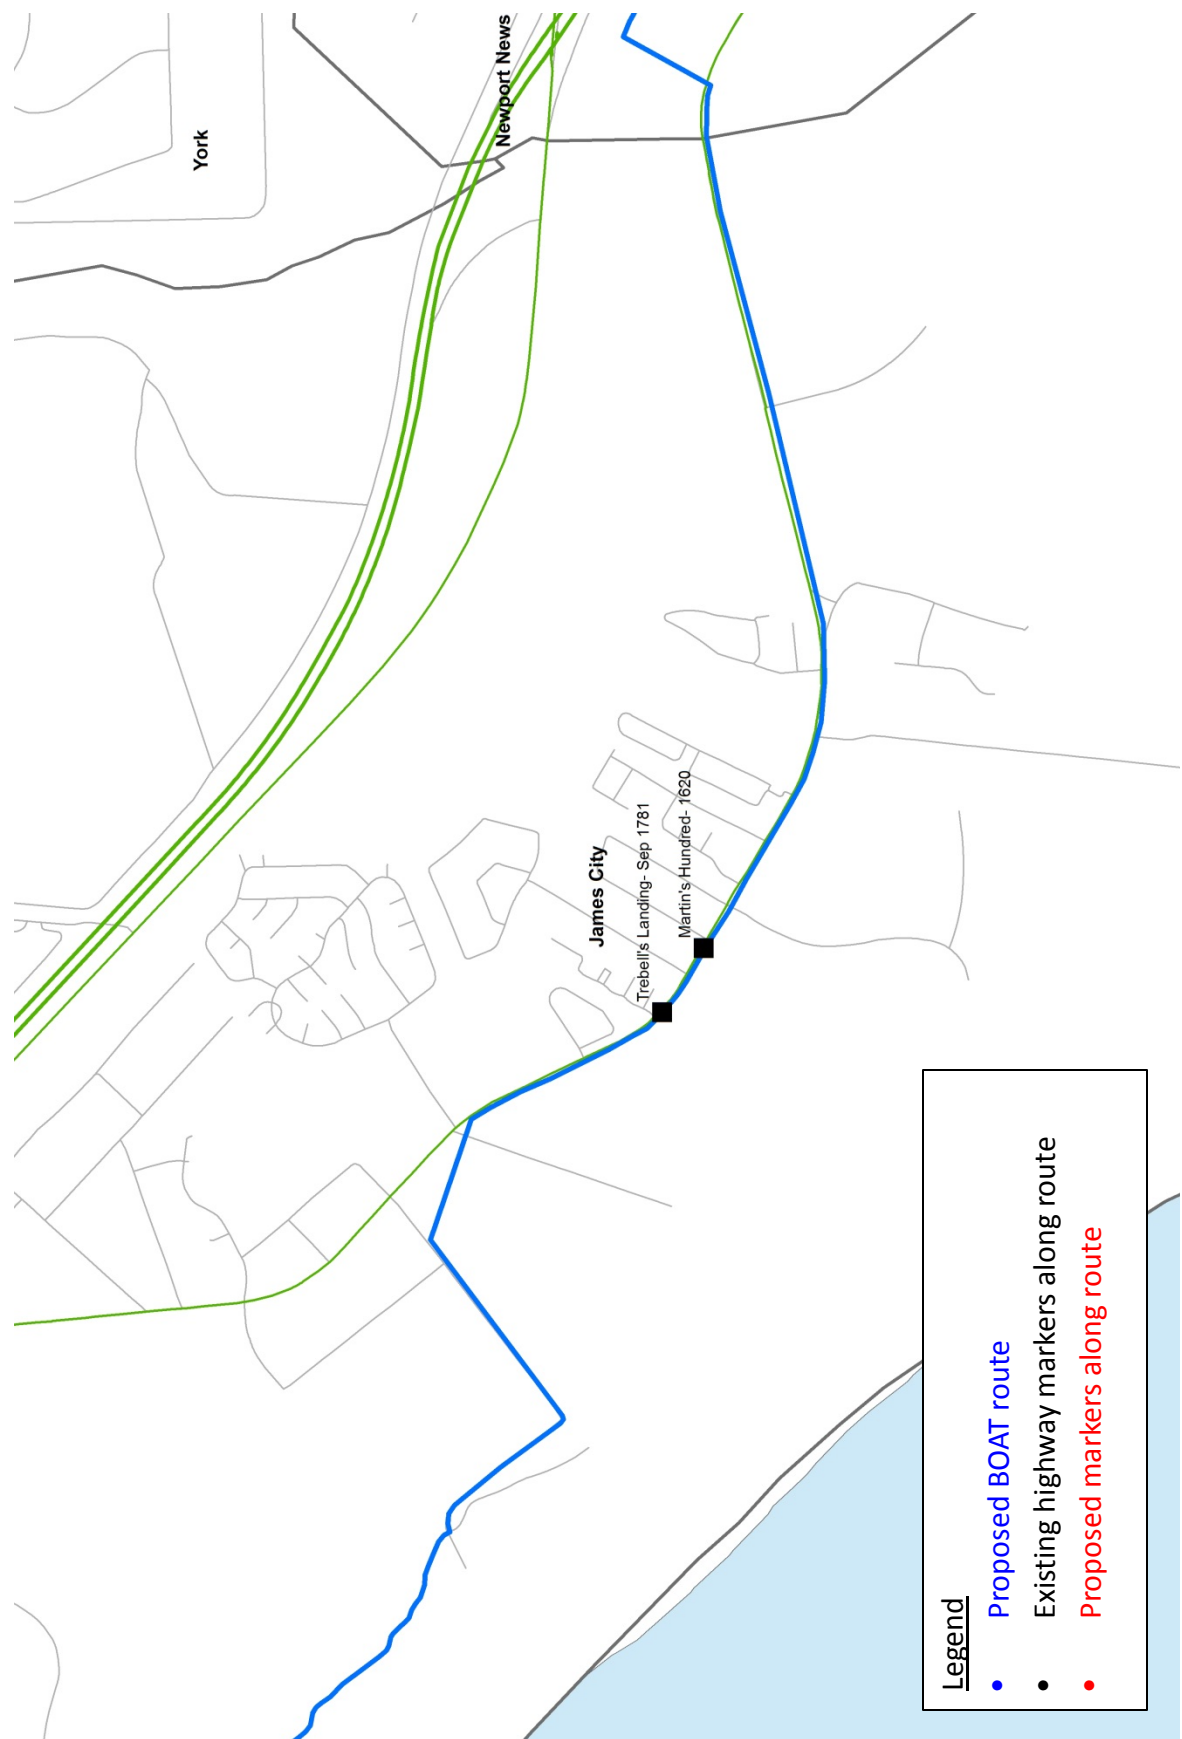 York
Newport News
James City
Trebell's Landing- Sep 1781
Martin's Hundred- 1620
Legend
• Proposed BOAT route
• Existing highway markers along route
• Proposed markers along route